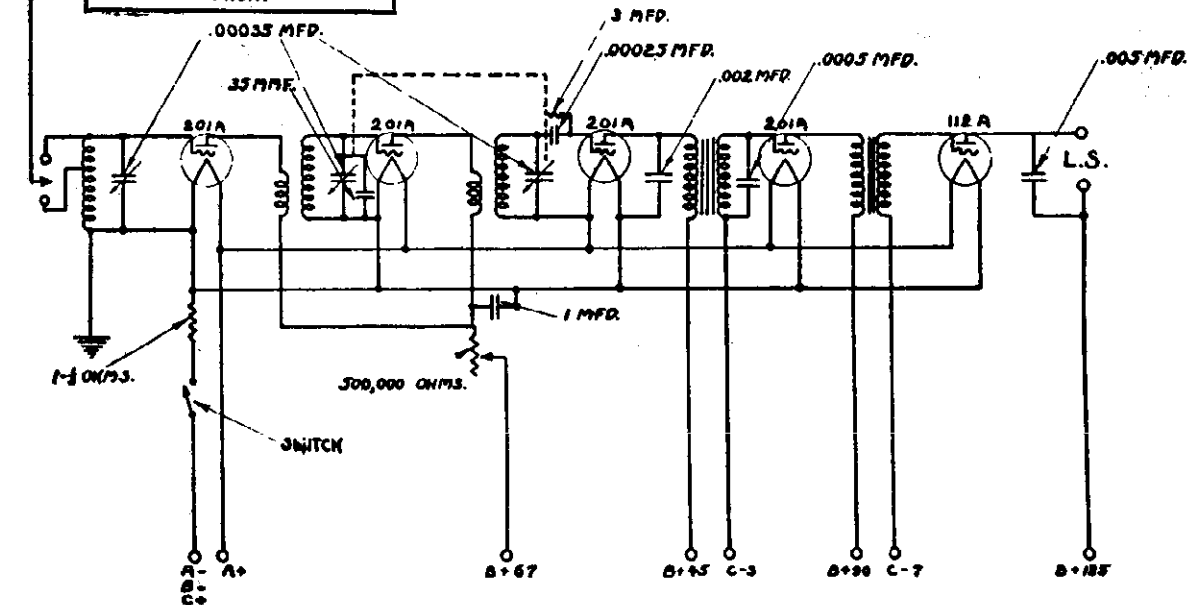 3 MFD.
.00035 MFD.
.00025 MFD.
.0005 MFD.
.005 MFD.
.002 MFD.
35 MMF.
201A
201A
201A
201A
112A
L.S.
1 MFD.
500,000 OHMS.
1-½ OHMS.
SWITCH
A-
B-
C+
A+
B+67
B+45
C-3
B+90
C-7
B+135